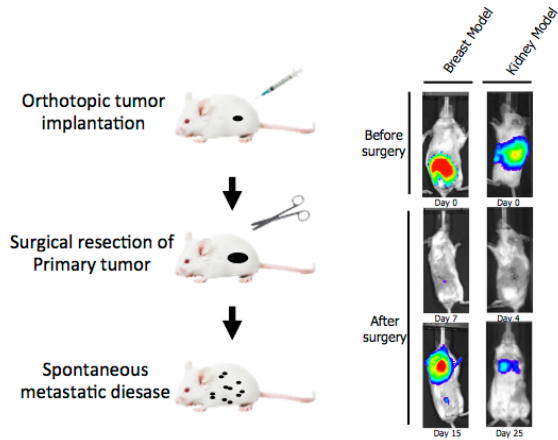 Orthotopic tumor
implantation
Surgical resection of
Primary tumor
Spontaneous
metastatic diesase
Breast Model
Kidney Model
Before
surgery
Day 0
Day 0
After
surgery
Day 7
Day 4
Day 15
Day 25